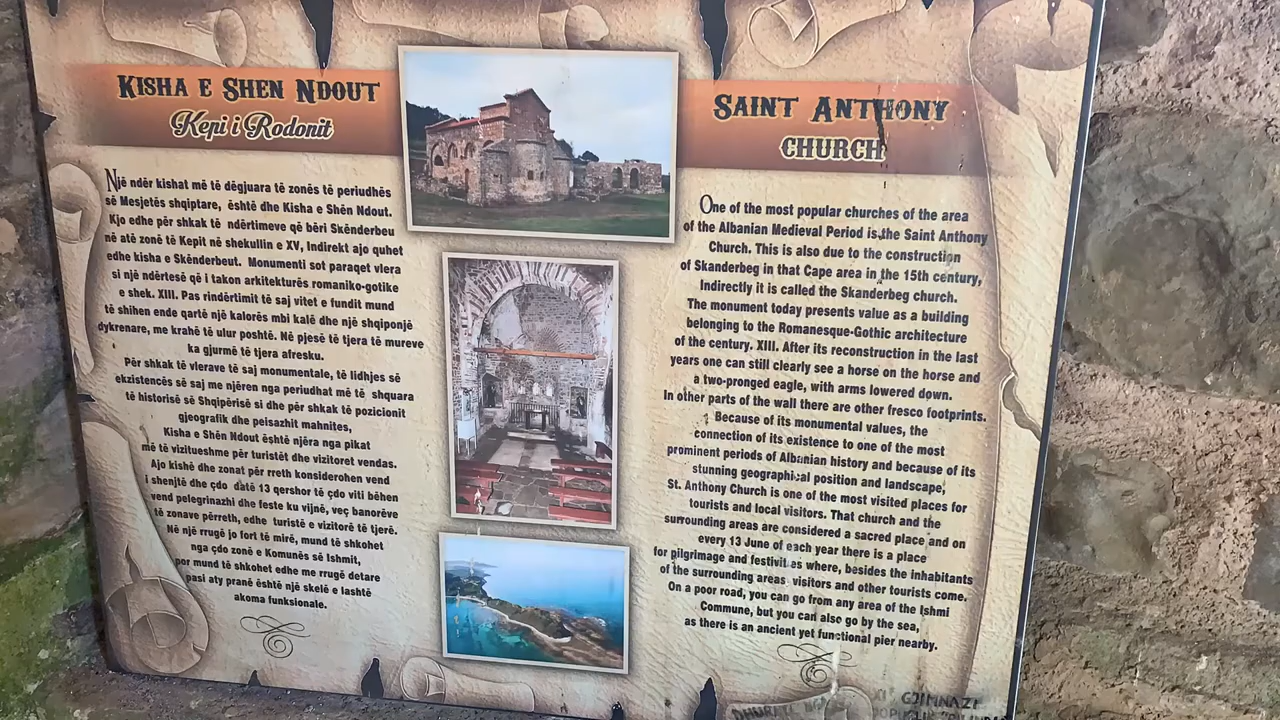 KISHA E SHEN NDOUT
Kepi i Rodonit
Një ndër kishat më të dëgjuara të zonës të periudhës
së Mesjetës shqiptare, është dhe Kisha e Shën Ndout.
Kjo edhe për shkak të ndërtimeve që bëri Skënderbeu
në atë zonë të Kepit në shekullin e XV, Indirekt ajo quhet
edhe kisha e Skënderbeut. Monumenti sot paraqet vlera
si një ndërtesë që i takon arkitekturës romaniko-gotike
e shek. XIII. Pas rindërtimit të saj vitet e fundit mund
të shihen ende qartë një kalorës mbi kalë dhe një shqiponjë
dykrenare, me krahë të ulur poshtë. Në pjesë të tjera të mureve
ka gjurmë të tjera afresku.
Për shkak të vlerave të saj monumentale, të lidhjes së
ekzistencës së saj me njëren nga periudhat më të shquara
të historisë së Shqipërisë si dhe për shkak të pozicionit
gjeografik dhe peisazhit mahnites,
Kisha e Shën Ndout është njëra nga pikat
më të vizitueshme për turistët dhe vizitoret vendas.
Ajo kishë dhe zonat për rreth konsiderohen vend
i shenjtë dhe çdo datë 13 qershor të çdo viti bëhen
vend pelegrinazhi dhe feste ku vijnë, veç banorëve
të zonave përreth, edhe turistë e vizitorë të tjerë.
Në një rrugë jo fort të mirë, mund të shkohet
nga çdo zonë e Komunës së Ishmit,
por mund të shkohet edhe me rrugë detare
pasi aty pranë është një skelë e lashtë
akoma funksionale.
SAINT ANTHONY
CHURCH
One of the most popular churches of the area
of the Albanian Medieval Period is the Saint Anthony
Church. This is also due to the construction
of Skanderbeg in that Cape area in the 15th century,
Indirectly it is called the Skanderbeg church.
The monument today presents value as a building
belonging to the Romanesque-Gothic architecture
of the century. XIII. After its reconstruction in the last
years one can still clearly see a horse on the horse and
a two-pronged eagle, with arms lowered down.
In other parts of the wall there are other fresco footprints.
Because of its monumental values, the
connection of its existence to one of the most
prominent periods of Albanian history and because of its
stunning geographical position and landscape,
St. Anthony Church is one of the most visited places for
tourists and local visitors. That church and the
surrounding areas are considered a sacred place and on
every 13 June of each year there is a place
for pilgrimage and festivities where, besides the inhabitants
of the surrounding areas visitors and other tourists come.
On a poor road, you can go from any area of the Ishmi
Commune, but you can also go by the sea,
as there is an ancient yet functional pier nearby.
GJIMNAZI